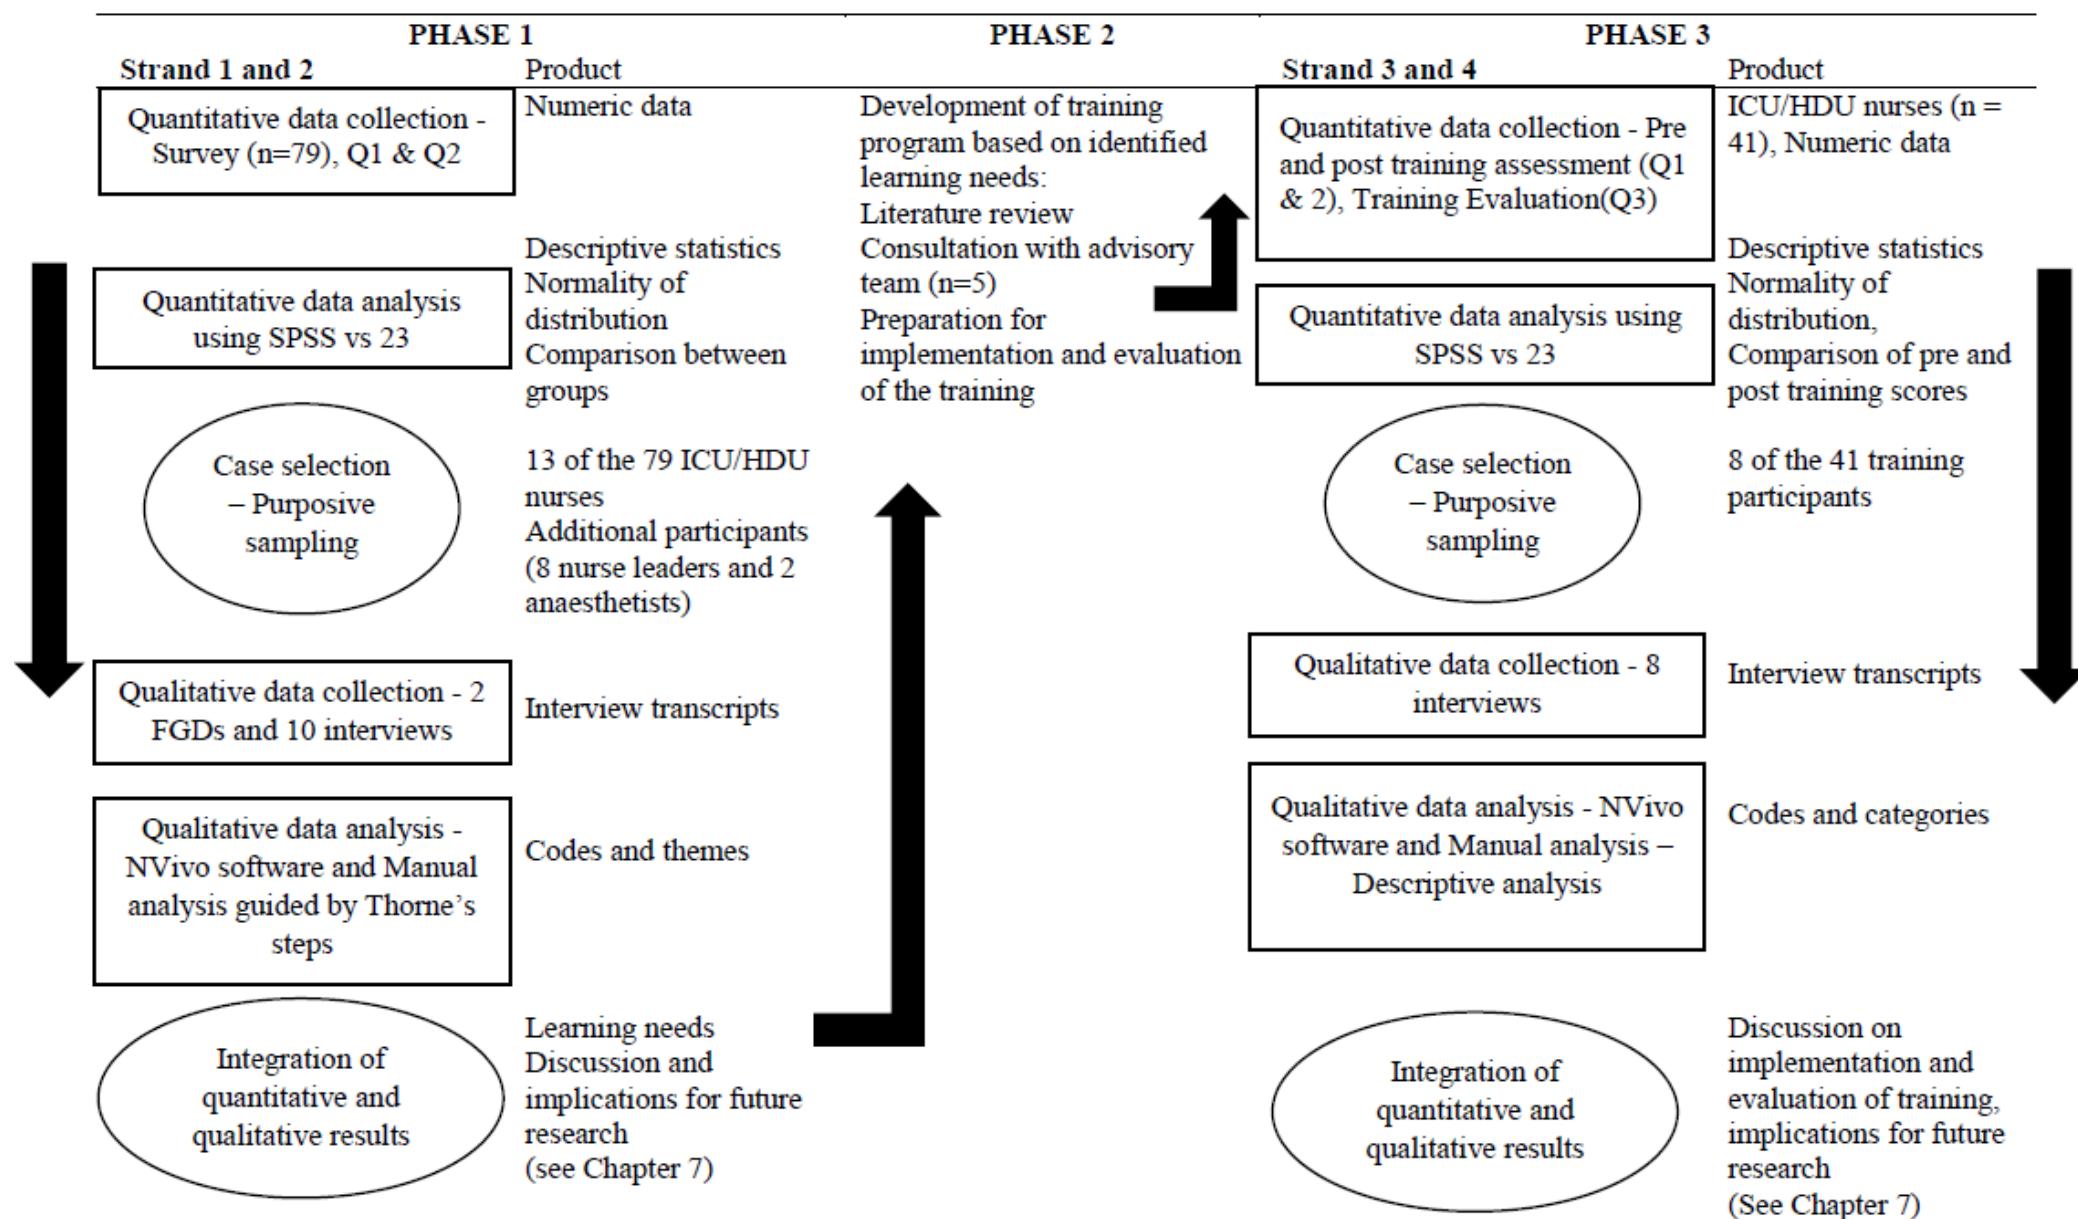 PHASE 1
PHASE 2
PHASE 3
Strand 1 and 2
Product
Strand 3 and 4
Product
Quantitative data collection -
Survey (n=79), Q1 & Q2
Numeric data
Quantitative data analysis
using SPSS vs 23
Descriptive statistics
Normality of
distribution
Comparison between
groups
Case selection
– Purposive
sampling
13 of the 79 ICU/HDU
nurses
Additional participants
(8 nurse leaders and 2
anaesthetists)
Qualitative data collection - 2
FGDs and 10 interviews
Interview transcripts
Qualitative data analysis -
NVivo software and Manual
analysis guided by Thorne’s
steps
Codes and themes
Integration of
quantitative and
qualitative results
Learning needs
Discussion and
implications for future
research
(see Chapter 7)
Development of training
program based on identified
learning needs:
Literature review
Consultation with advisory
team (n=5)
Preparation for
implementation and evaluation
of the training
Quantitative data collection - Pre
and post training assessment (Q1
& 2), Training Evaluation(Q3)
ICU/HDU nurses (n =
41), Numeric data
Quantitative data analysis using
SPSS vs 23
Descriptive statistics
Normality of
distribution,
Comparison of pre and
post training scores
Case selection
– Purposive
sampling
8 of the 41 training
participants
Qualitative data collection - 8
interviews
Interview transcripts
Qualitative data analysis - NVivo
software and Manual analysis –
Descriptive analysis
Codes and categories
Integration of
quantitative and
qualitative results
Discussion on
implementation and
evaluation of training,
implications for future
research
(See Chapter 7)